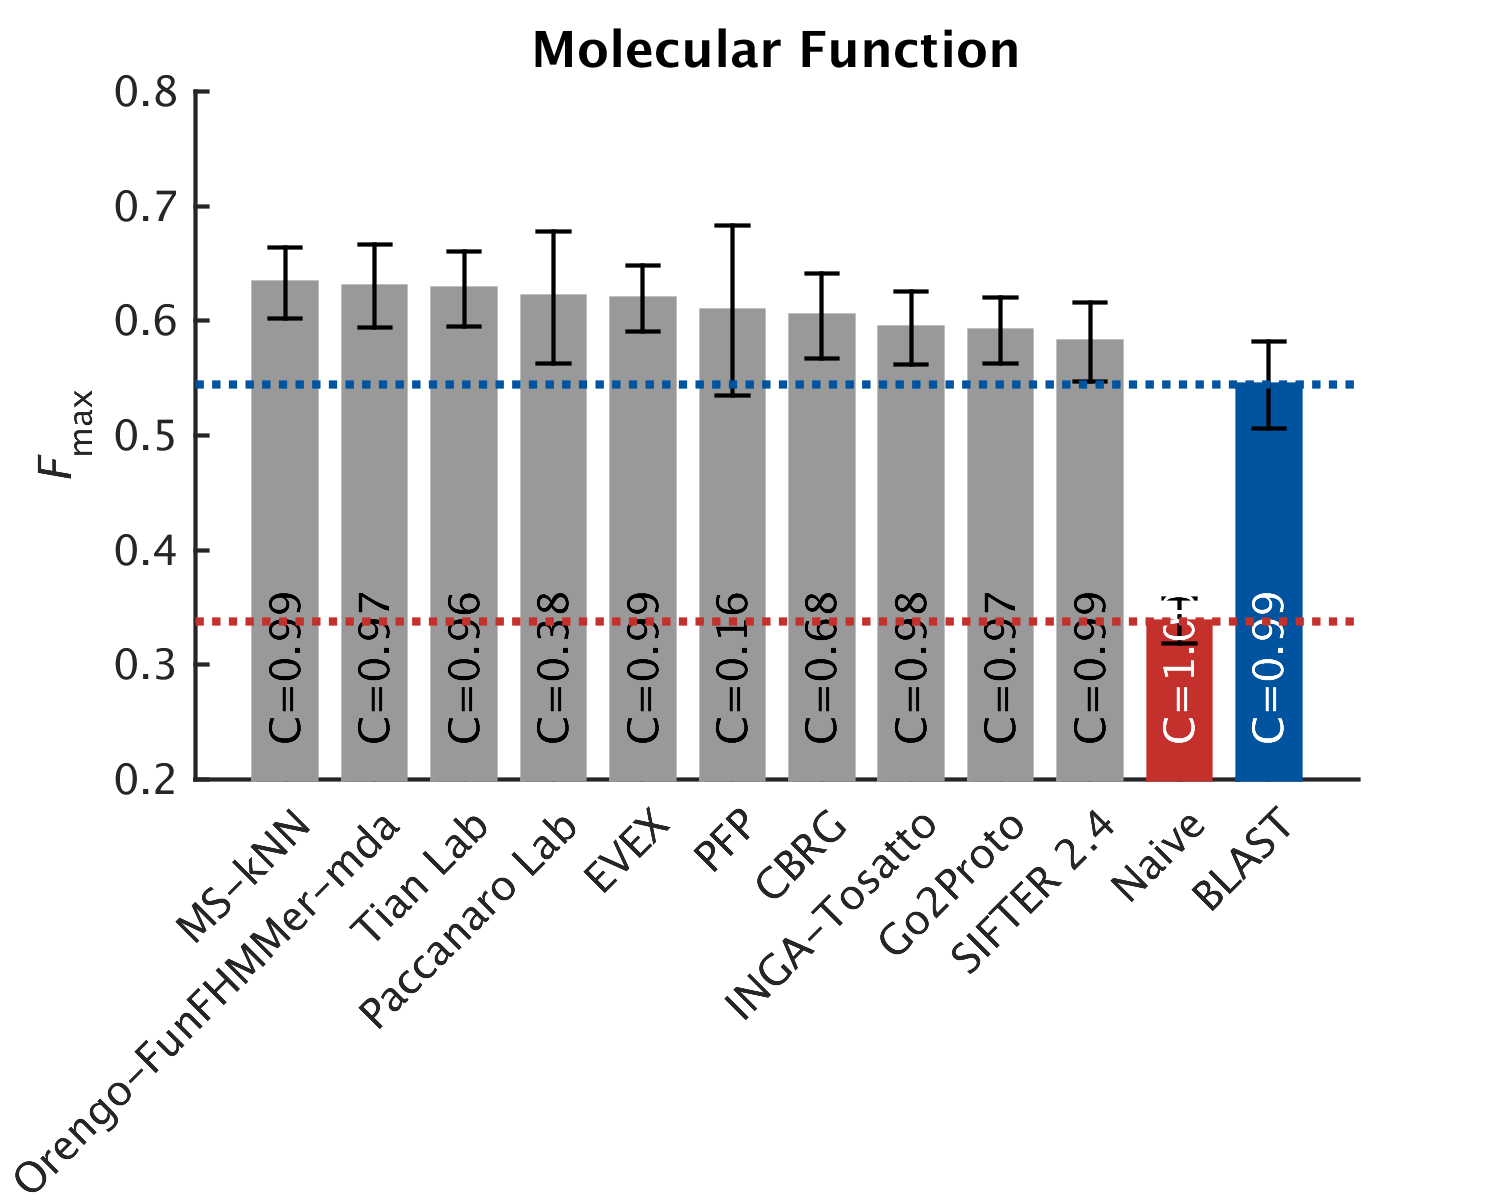 Molecular Function
0.8
0.7
0.6
0.5
0.4
0.3
0.2
Fmax
C=0.99
C=0.97
C=0.96
C=0.38
C=0.99
C=0.16
C=0.68
C=0.98
C=0.97
C=0.99
C=1.00
C=0.99
MS-kNN
Orengo-FunFHMMer-mda
Tian Lab
Paccanaro Lab
EVEX
PFP
CBRG
INGA-Tosatto
Go2Proto
SIFTER 2.4
Naive
BLAST